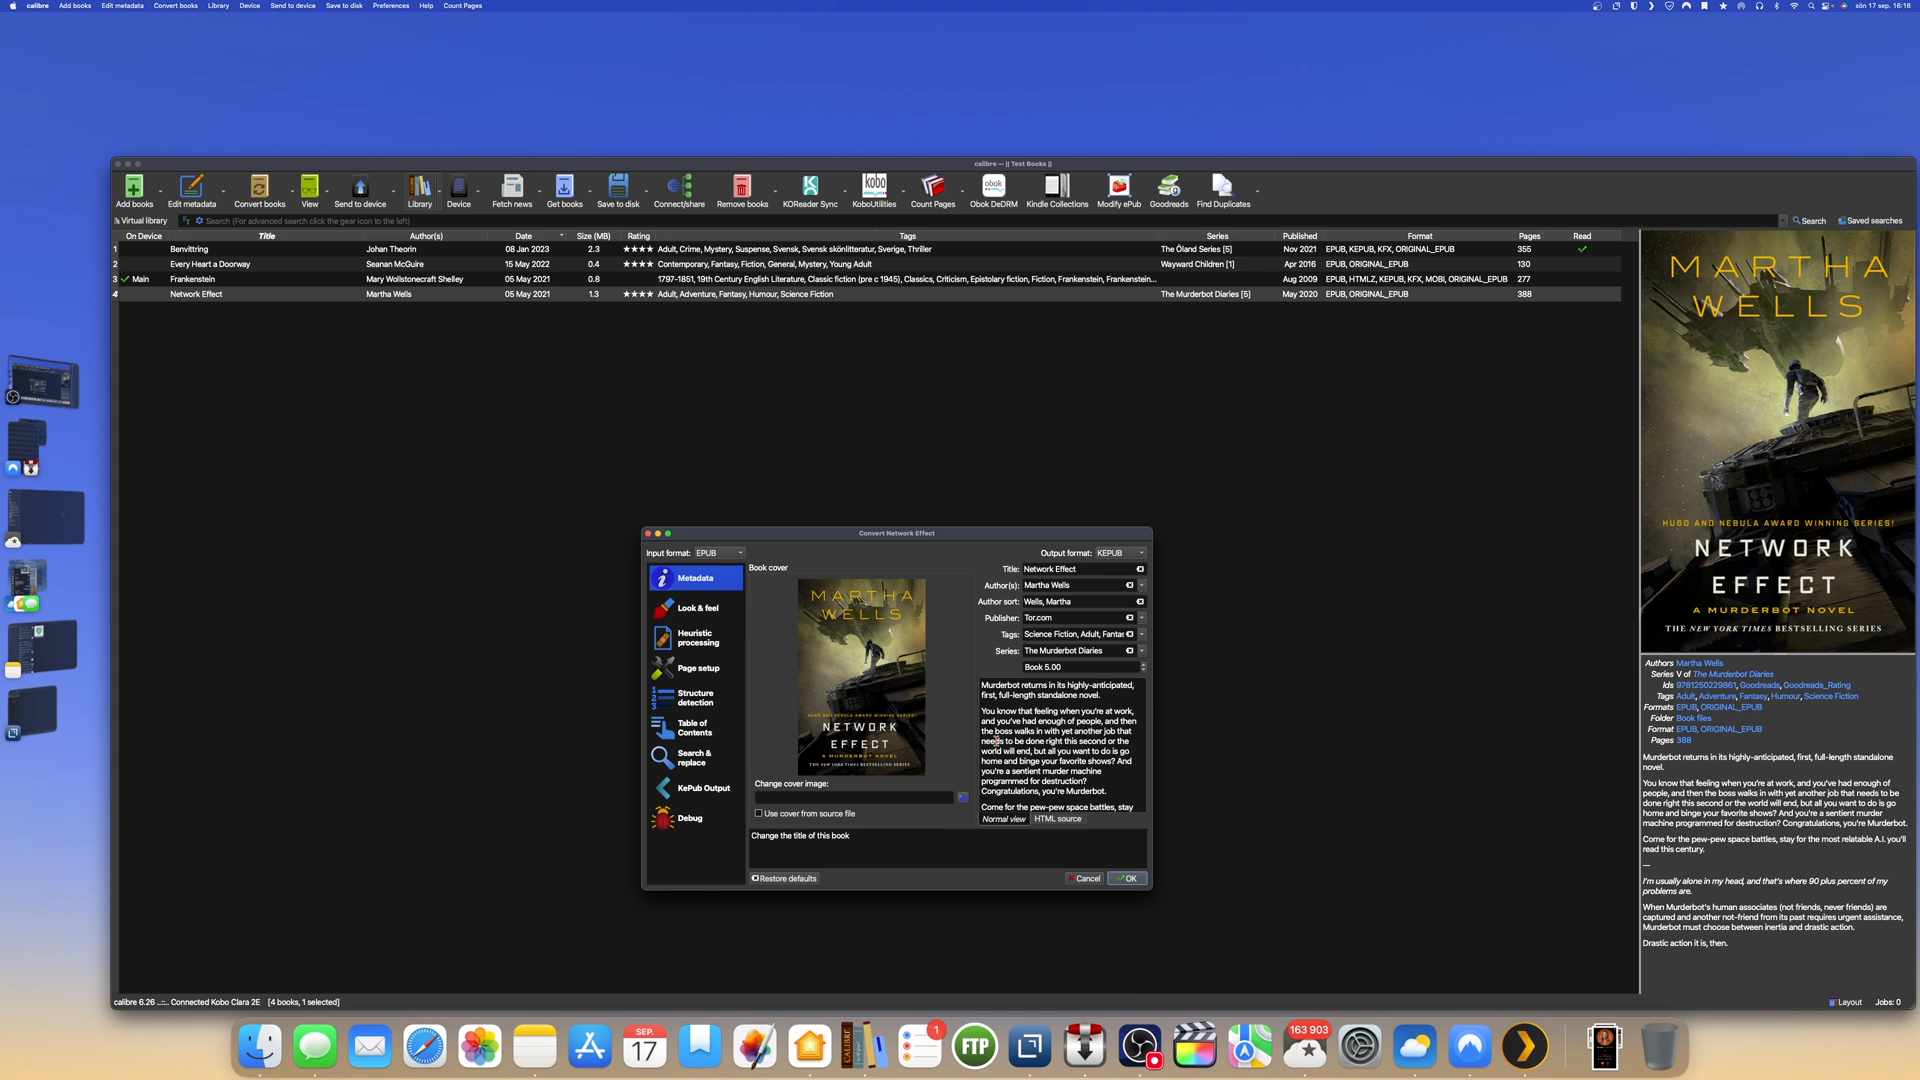 calibre Add books Edit metadata Convert books Library Device Send to device Save to disk Preferences Help Count Pages sön 17 sep. 16:16
calibre — || Test Books ||
Add books Edit metadata Convert books View Send to device Library Device Fetch news Get books Save to disk Connect/share Remove books KOReader Sync KoboUtilities Count Pages Obok DeDRM Kindle Collections Modify ePub Goodreads Find Duplicates
Virtual library Search (For advanced search click the gear icon to the left) Search Saved searches
On Device Title Author(s) Date Size (MB) Rating Tags Series Published Format Pages Read
1 Benvittring Johan Theorin 08 Jan 2023 2.3 ★★★★ Adult, Crime, Mystery, Suspense, Svensk, Svensk skönlitteratur, Sverige, Thriller The Öland Series [5] Nov 2021 EPUB, KEPUB, KFX, ORIGINAL_EPUB 355
2 Every Heart a Doorway Seanan McGuire 15 May 2022 0.4 ★★★★ Contemporary, Fantasy, Fiction, General, Mystery, Young Adult Wayward Children [1] Apr 2016 EPUB, ORIGINAL_EPUB 130
3 Main Frankenstein Mary Wollstonecraft Shelley 05 May 2021 0.8 1797-1851, 19th Century English Literature, Classic fiction (pre c 1945), Classics, Criticism, Epistolary fiction, Fiction, Frankenstein, Frankenstein... Aug 2009 EPUB, HTMLZ, KEPUB, KFX, MOBI, ORIGINAL_EPUB 277
4 Network Effect Martha Wells 05 May 2021 1.3 ★★★★ Adult, Adventure, Fantasy, Humour, Science Fiction The Murderbot Diaries [5] May 2020 EPUB, ORIGINAL_EPUB 388
MARTHA
WELLS
HUGO AND NEBULA AWARD WINNING SERIES!
NETWORK
EFFECT
A MURDERBOT NOVEL
THE NEW YORK TIMES BESTSELLING SERIES
Authors Martha Wells
Series V of The Murderbot Diaries
Ids 9781250229861, Goodreads, Goodreads_Rating
Tags Adult, Adventure, Fantasy, Humour, Science Fiction
Formats EPUB, ORIGINAL_EPUB
Folder Book files
Format EPUB, ORIGINAL_EPUB
Pages 388
Murderbot returns in its highly-anticipated, first, full-length standalone
novel.
You know that feeling when you're at work, and you've had enough of
people, and then the boss walks in with yet another job that needs to be
done right this second or the world will end, but all you want to do is go
home and binge your favorite shows? And you're a sentient murder
machine programmed for destruction? Congratulations, you're Murderbot.
Come for the pew-pew space battles, stay for the most relatable A.I. you'll
read this century.
—
I'm usually alone in my head, and that's where 90 plus percent of my
problems are.
When Murderbot's human associates (not friends, never friends) are
captured and another not-friend from its past requires urgent assistance,
Murderbot must choose between inertia and drastic action.
Drastic action it is, then.
Convert Network Effect
Input format: EPUB Output format: KEPUB
Metadata
Look & feel
Heuristic
processing
Page setup
Structure
detection
Table of
Contents
Search &
replace
KePub Output
Debug
Book cover
MARTHA
WELLS
HUGO AND NEBULA AWARD WINNING SERIES!
NETWORK
EFFECT
A MURDERBOT NOVEL
THE NEW YORK TIMES BESTSELLING SERIES
Change cover image:
Use cover from source file
Title: Network Effect
Author(s): Martha Wells
Author sort: Wells, Martha
Publisher: Tor.com
Tags: Science Fiction, Adult, Fantas
Series: The Murderbot Diaries
Book 5.00
Murderbot returns in its highly-anticipated,
first, full-length standalone novel.
You know that feeling when you're at work,
and you've had enough of people, and then
the boss walks in with yet another job that
needs to be done right this second or the
world will end, but all you want to do is go
home and binge your favorite shows? And
you're a sentient murder machine
programmed for destruction?
Congratulations, you're Murderbot.
Come for the pew-pew space battles, stay
Normal view HTML source
Change the title of this book
Restore defaults Cancel OK
calibre 6.26 ..::.. Connected Kobo Clara 2E [4 books, 1 selected] Layout Jobs: 0
SEP.
17
CALIBRE
1
FTP
163 903